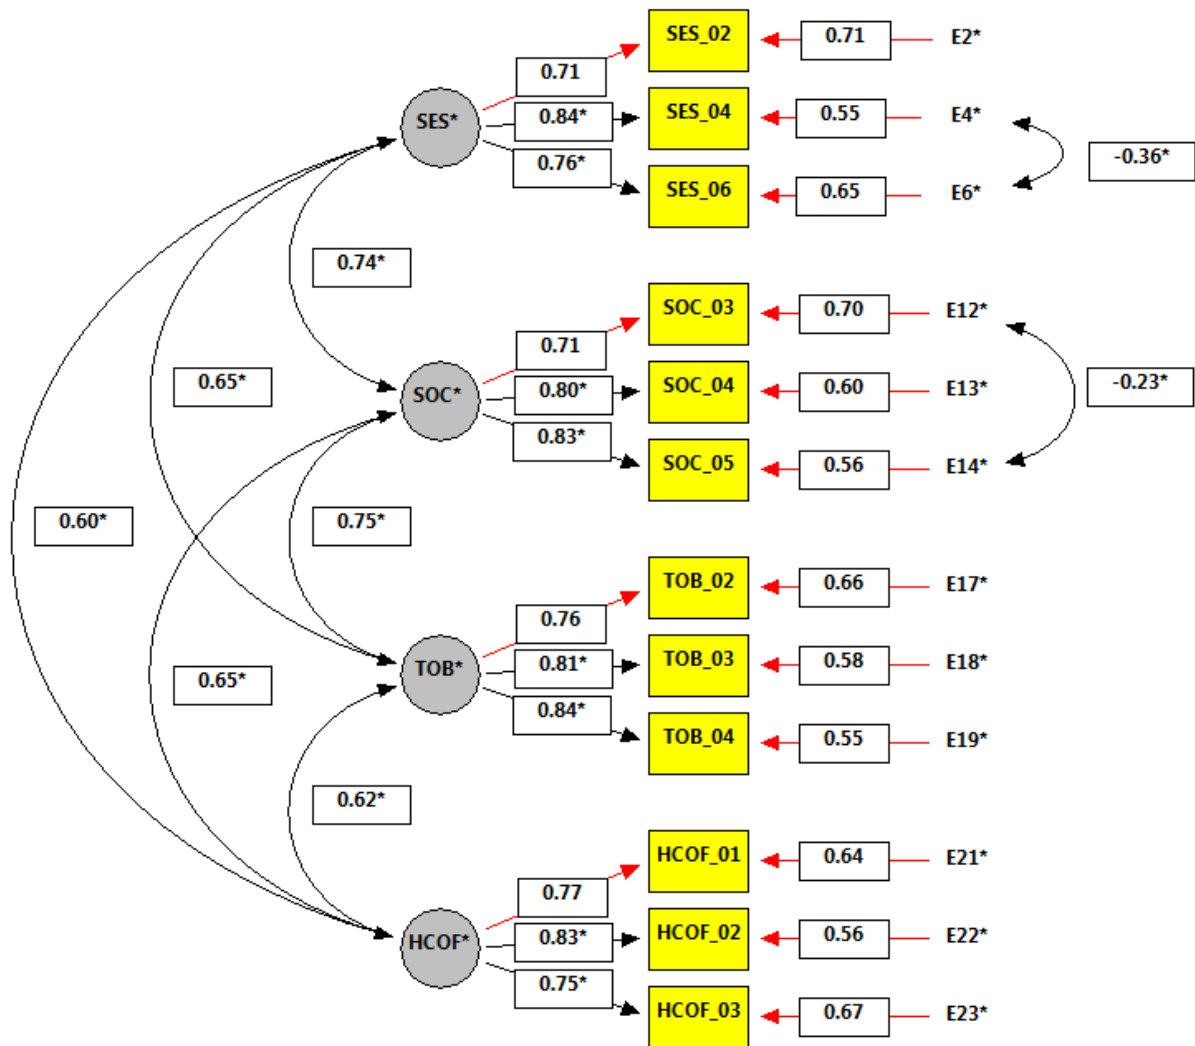 SES_02
0.71
E2*
0.71
SES_04
0.84*
0.55
E4*
SES*
-0.36*
0.76*
SES_06
0.65
E6*
0.74*
SOC_03
0.70
E12*
0.71
0.65*
SOC_04
0.80*
0.60
E13*
-0.23*
SOC*
0.83*
SOC_05
0.56
E14*
0.60*
0.75*
TOB_02
0.66
E17*
0.76
TOB_03
0.81*
0.58
E18*
TOB*
0.65*
0.84*
TOB_04
0.55
E19*
0.62*
HCOF_01
0.64
E21*
0.77
HCOF_02
0.83*
0.56
E22*
HCOF*
0.75*
HCOF_03
0.67
E23*